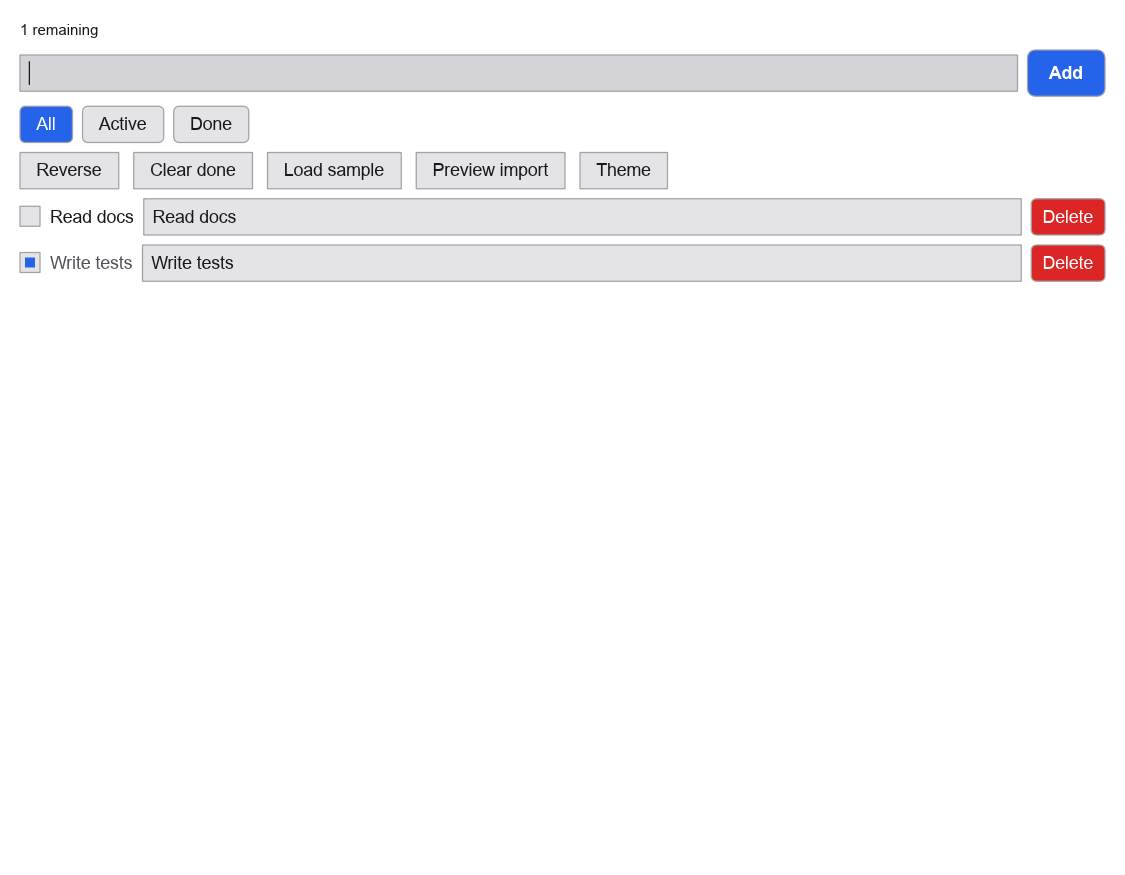 1 remaining
Add
All Active Done
Reverse Clear done Load sample Preview import Theme
Read docs Read docs Delete
Write tests Write tests Delete